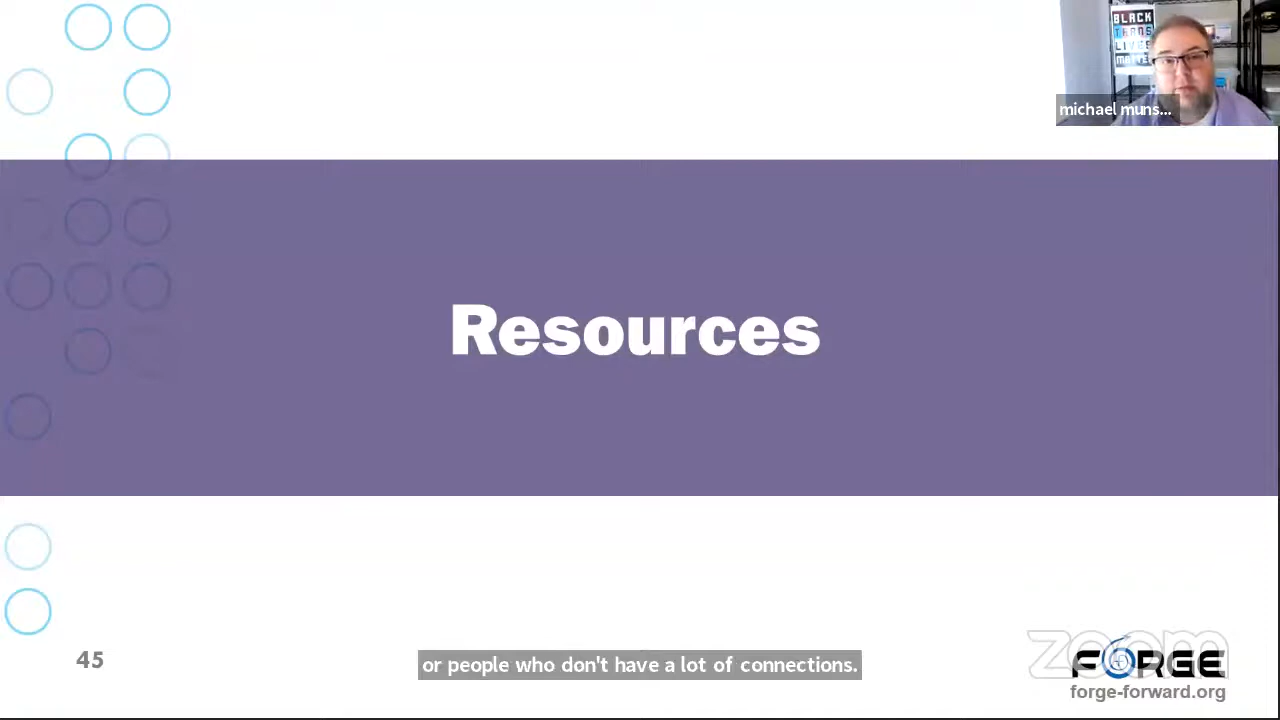 BLACK
TRANS
LIVES
MATTER
michael muns...
Resources
45
or people who don't have a lot of connections.
zoom
FORGE
forge-forward.org